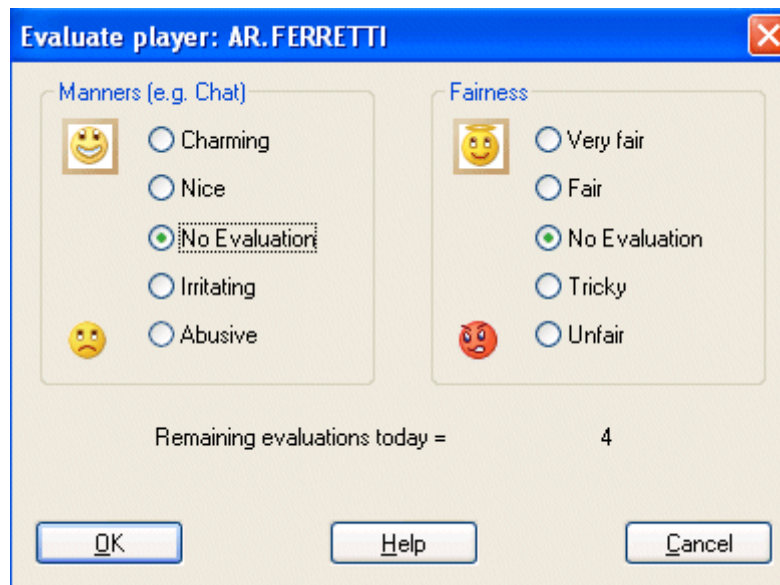 Evaluate player: AR.FERRETTI
Manners (e.g. Chat)
Charming
Nice
No Evaluation
Irritating
Abusive
Fairness
Very fair
Fair
No Evaluation
Tricky
Unfair
Remaining evaluations today = 4
OK Help Cancel